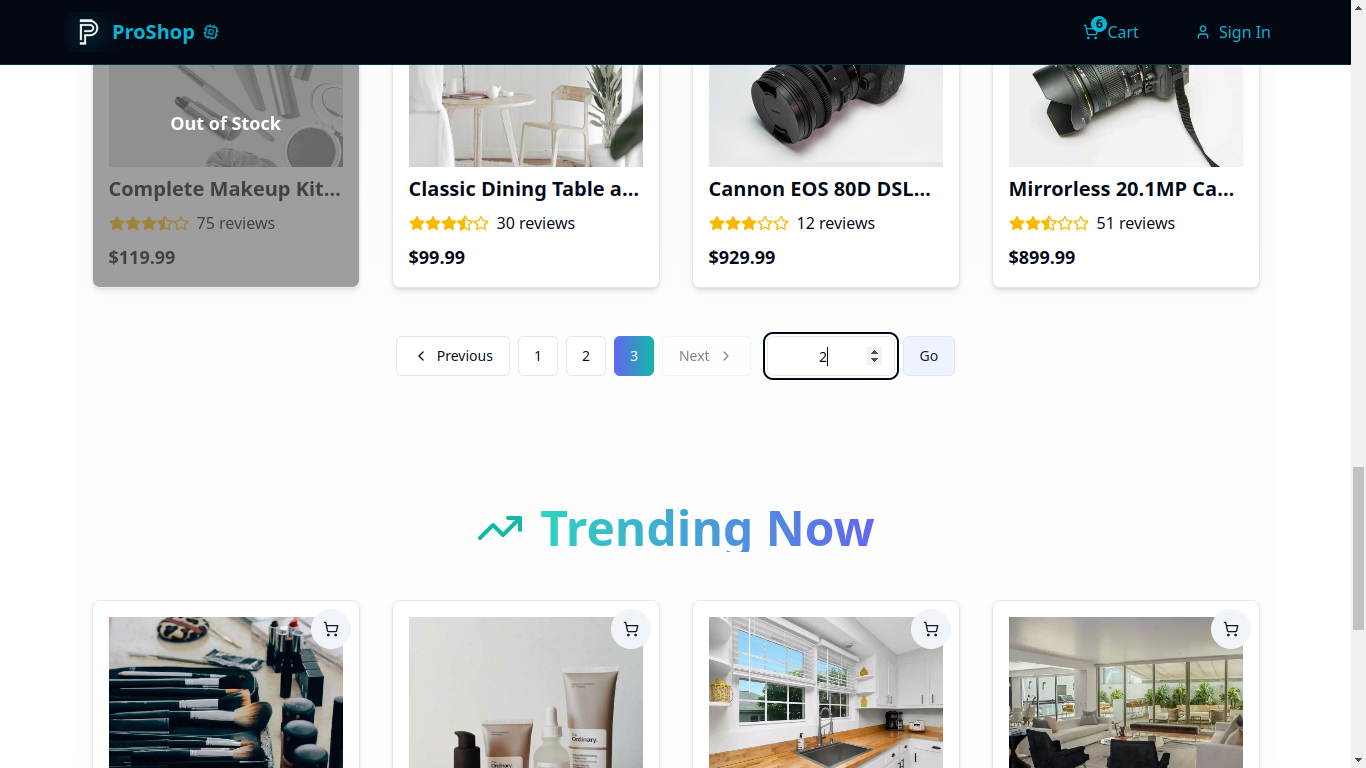 ProShop
6
Cart
Sign In
Out of Stock
Complete Makeup Kit...
75 reviews
$119.99
Classic Dining Table a...
30 reviews
$99.99
Cannon EOS 80D DSL...
12 reviews
$929.99
Mirrorless 20.1MP Ca...
51 reviews
$899.99
Previous
1
2
3
Next
2
Go
Trending Now
The
Ordinary.
The
Ordinary.